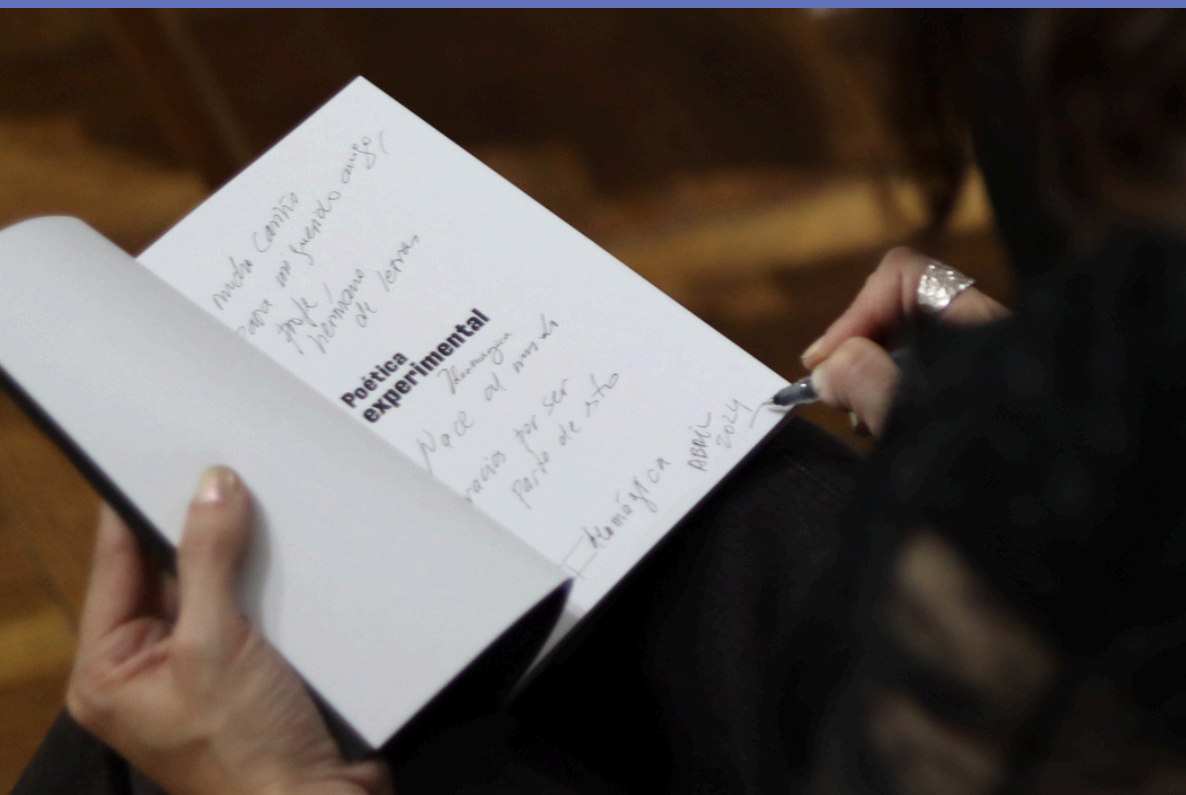 mucho Cariño
Para mi querido amigo,
profe,
hermano
de letras
Poética
experimental
Nace al mundo
gracias por ser
parte de esto
ABRIL
2024